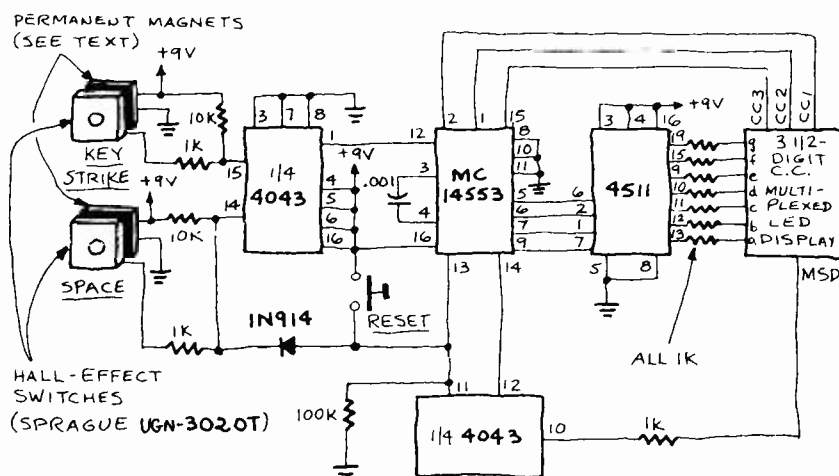 PERMANENT MAGNETS
(SEE TEXT)
+9V
10K
KEY
STRIKE
1K
15
+9V
14
10K
SPACE
1K
HALL-EFFECT
SWITCHES
(SPRAGUE UGN-3020T)
3 7 8
1/4
4043
1
4
5
6
16
+9V
1N914
RESET
100K
12
.001
3
4
16
2 1 15
MC
14553
8
10
11
5
6
7
9
13 14
6
2
1
7
3 4 16
+9V
4511
5 8
19
15
9
10
11
12
13
ALL 1K
CC3
CC2
CC1
g 3 1/2-
f DIGIT
e C.C.
d MULTI-
c PLEXED
b LED
a DISPLAY
MSD
11 12
1/4 4043
10
1K